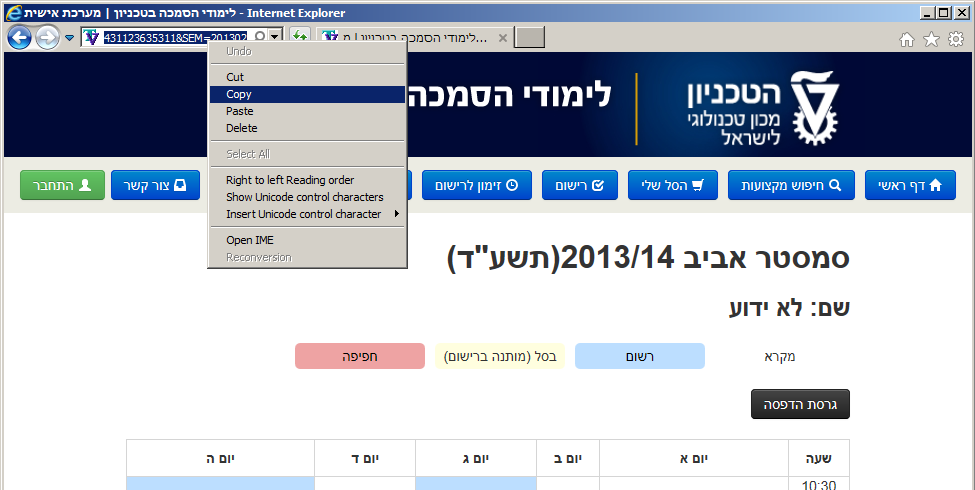 לימודי הסמכה בטכניון | מערכת אישית - Internet Explorer
431123635311&SEM=201302
לימודי הסמכה בטכניון | מ...
Undo
Cut
Copy
Paste
Delete
Select All
Right to left Reading order
Show Unicode control characters
Insert Unicode control character
Open IME
Reconversion
הטכניון
מכון טכנולוגי
לישראל
לימודי הסמכה
דף ראשי
חיפוש מקצועות
הסל שלי
רישום
זימון לרישום
צור קשר
התחבר
סמסטר אביב 2013/14(תשע"ד)
שם: לא ידוע
מקרא
רשום
בסל (מותנה ברישום)
חפיפה
גרסת הדפסה
שעה יום א יום ב יום ג יום ד יום ה
10:30